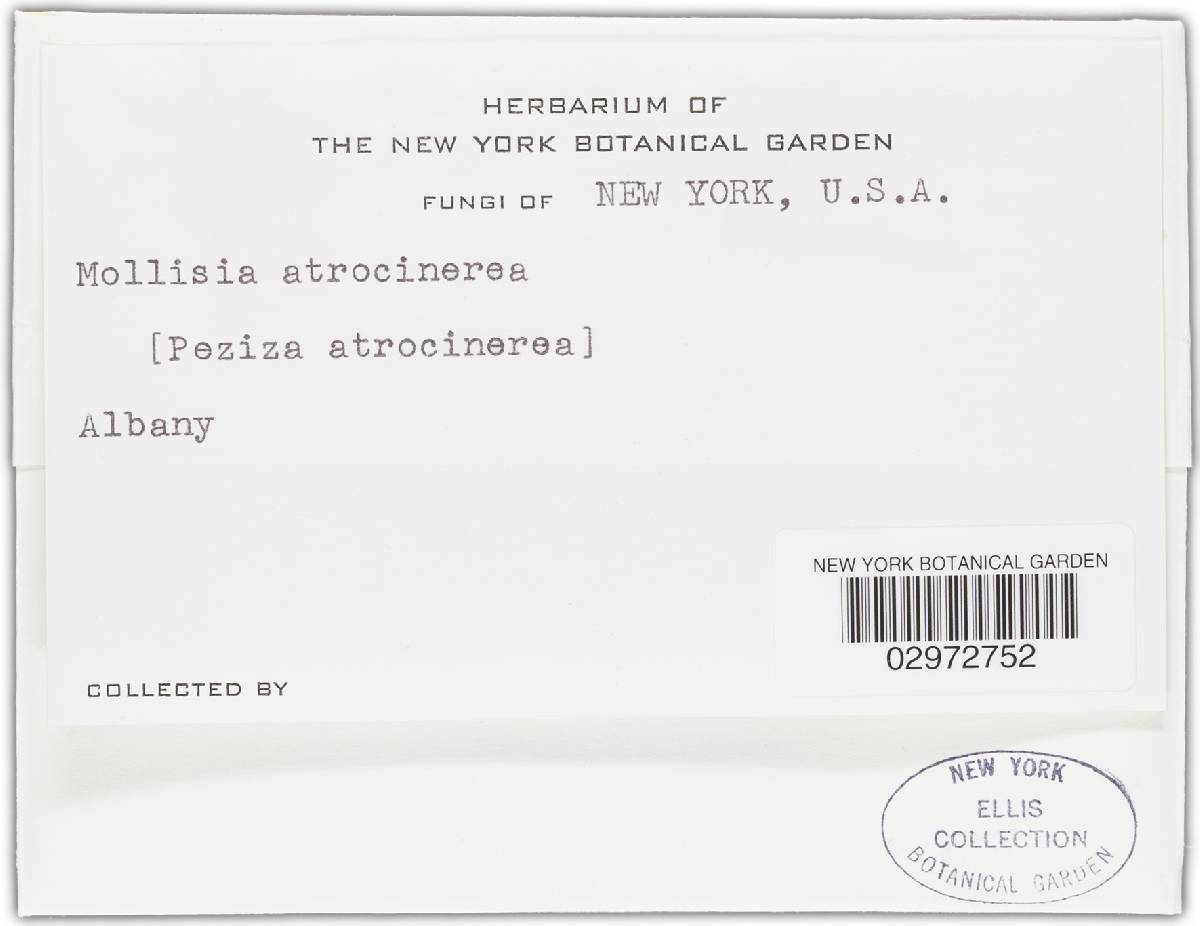 HERBARIUM OF
THE NEW YORK BOTANICAL GARDEN
FUNGI OF NEW YORK, U.S.A.
Mollisia atrocinerea
[Peziza atrocinerea]
Albany
NEW YORK BOTANICAL GARDEN
02972752
COLLECTED BY
NEW YORK
ELLIS
COLLECTION
BOTANICAL GARDEN